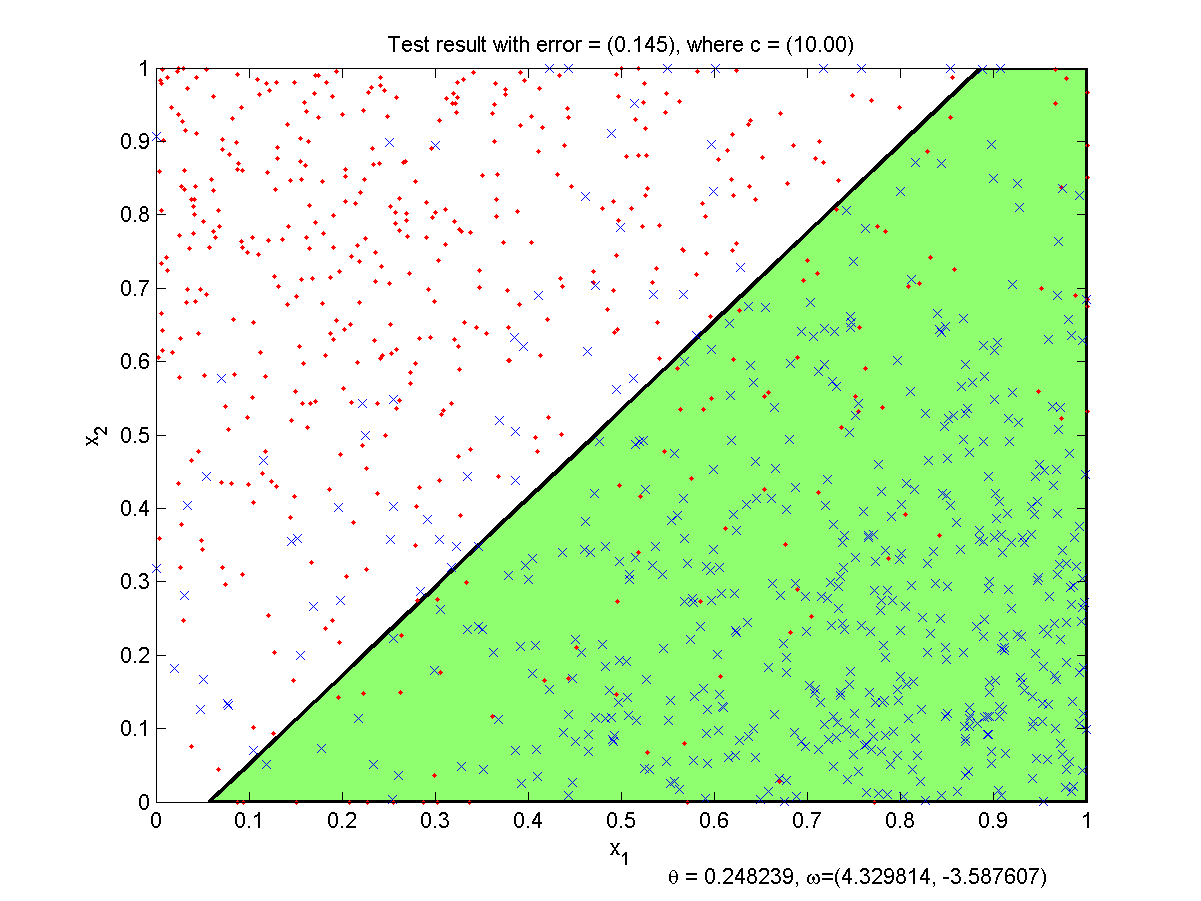 Test result with error = (0.145), where c = (10.00)
1
0.9
0.8
0.7
0.6
0.5
0.4
0.3
0.2
0.1
0
x₂
0 0.1 0.2 0.3 0.4 0.5 0.6 0.7 0.8 0.9 1
x₁
θ = 0.248239, ω=(4.329814, -3.587607)